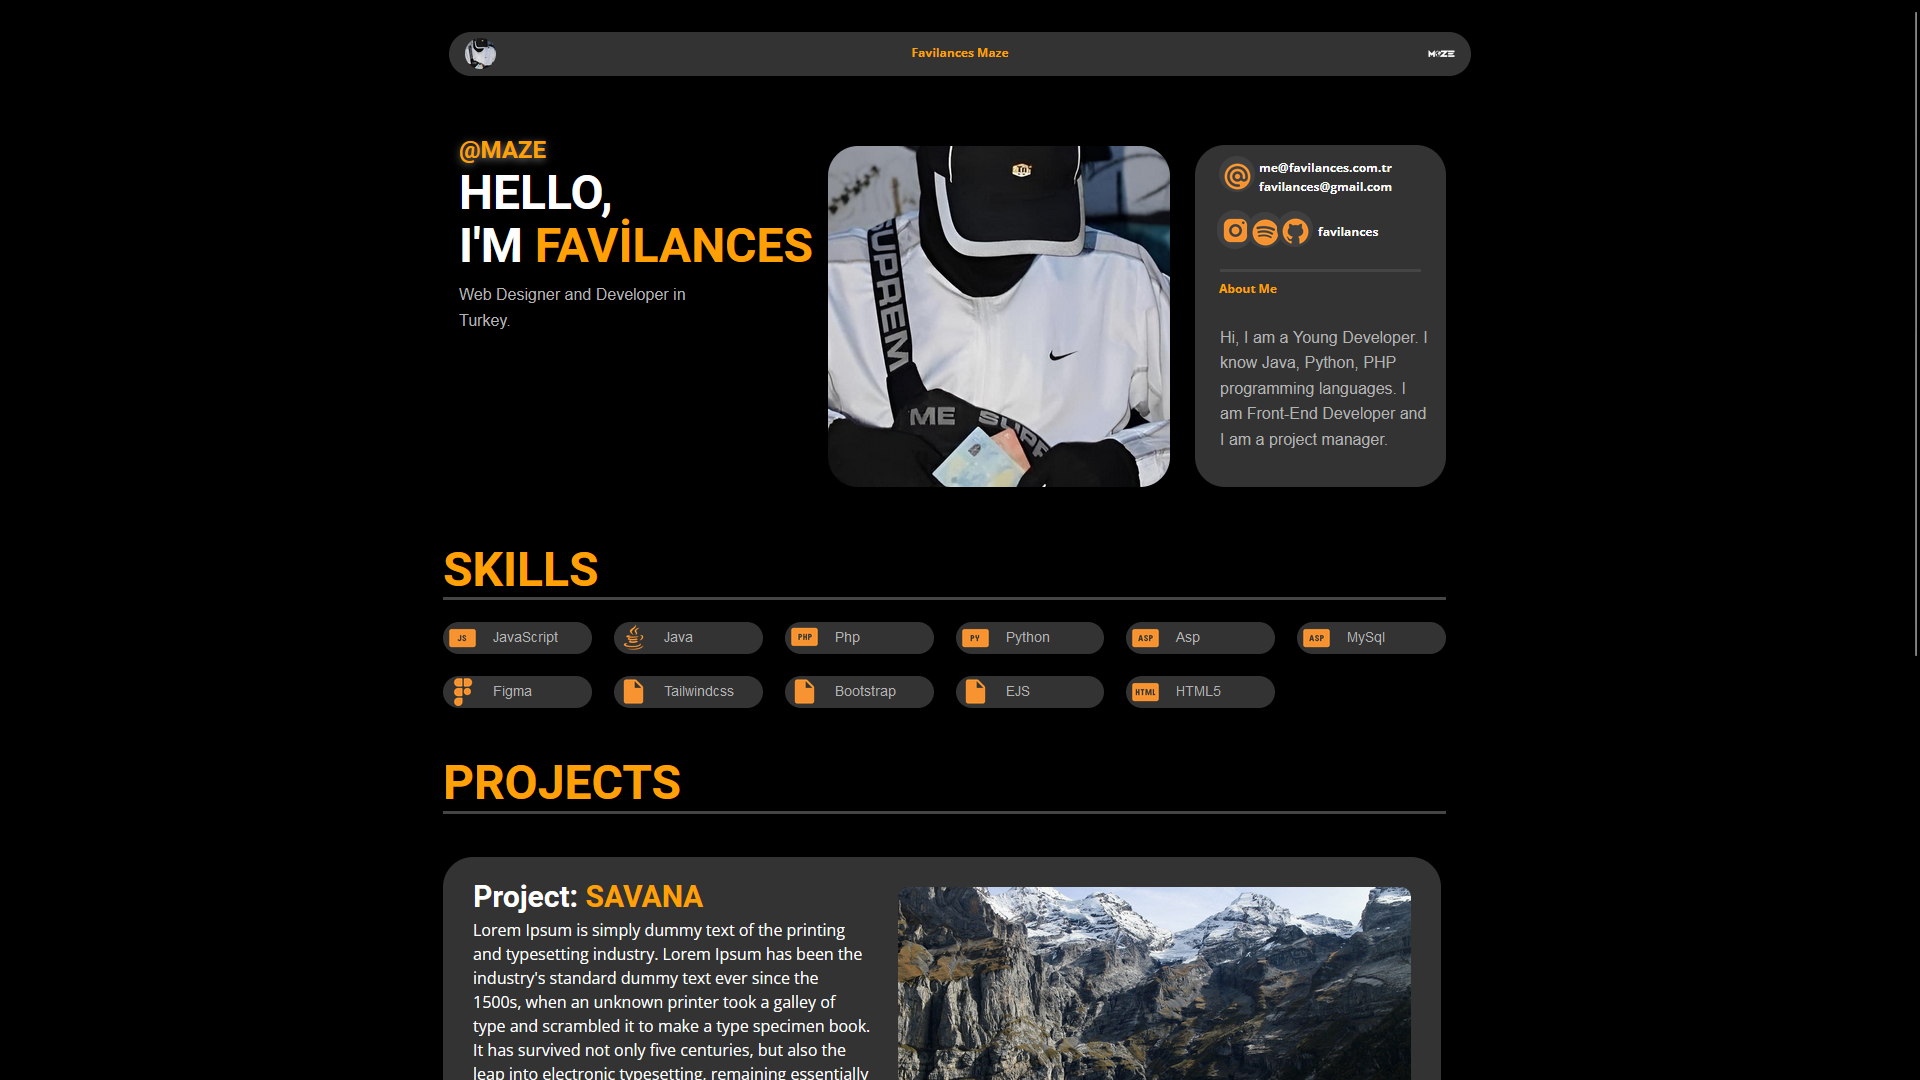 Favilances Maze
MAZE
@MAZE
HELLO,
I'M FAVİLANCES
Web Designer and Developer in
Turkey.
SUPREM
ME SUPR
me@favilances.com.tr
favilances@gmail.com
favilances
About Me
Hi, I am a Young Developer. I
know Java, Python, PHP
programming languages. I
am Front-End Developer and
I am a project manager.
SKILLS
JS JavaScript
Java
PHP Php
PY Python
ASP Asp
ASP MySql
Figma
Tailwindcss
Bootstrap
EJS
HTML HTML5
PROJECTS
Project: SAVANA
Lorem Ipsum is simply dummy text of the printing
and typesetting industry. Lorem Ipsum has been the
industry's standard dummy text ever since the
1500s, when an unknown printer took a galley of
type and scrambled it to make a type specimen book.
It has survived not only five centuries, but also the
leap into electronic typesetting, remaining essentially